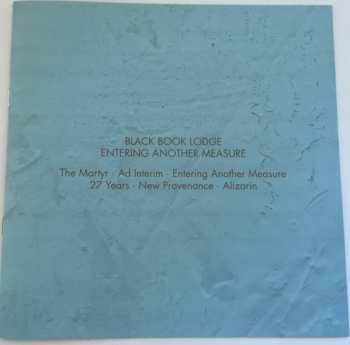 BLACK BOOK LODGE
ENTERING ANOTHER MEASURE
The Martyr · Ad Interim · Entering Another Measure
27 Years · New Provenance · Alizarin